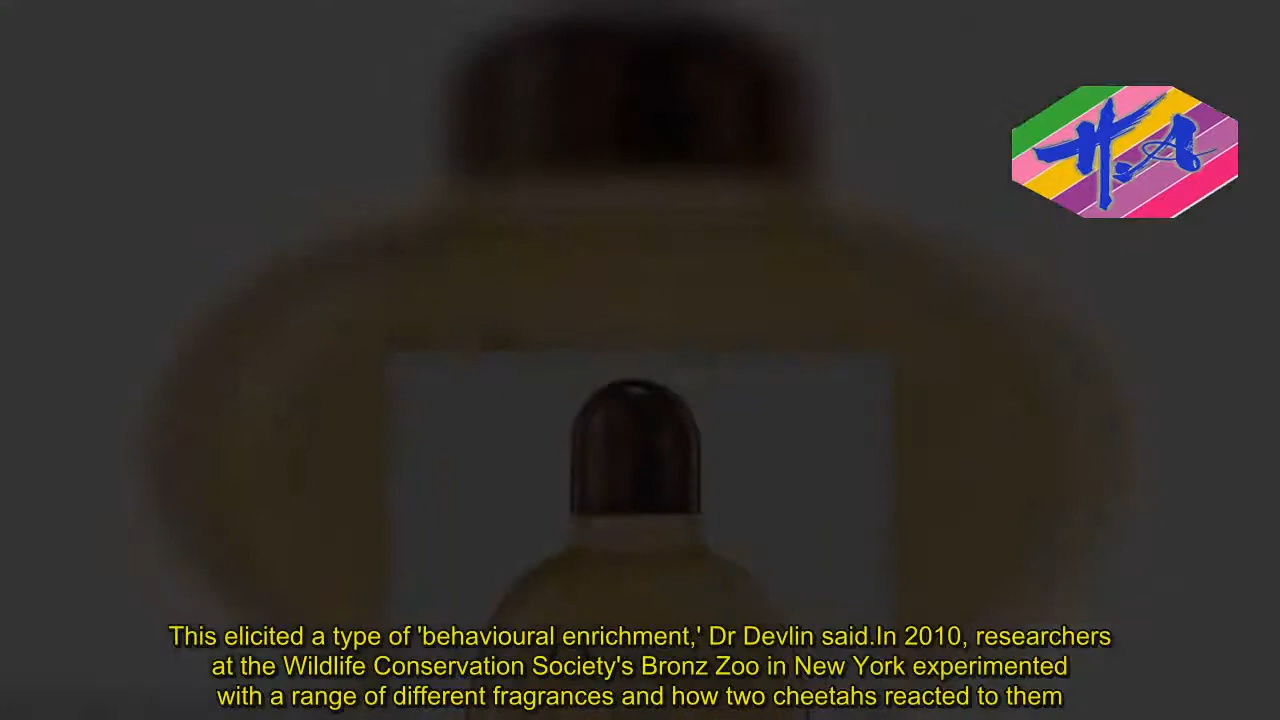 H.A
This elicited a type of 'behavioural enrichment,' Dr Devlin said.In 2010, researchers
at the Wildlife Conservation Society's Bronz Zoo in New York experimented
with a range of different fragrances and how two cheetahs reacted to them